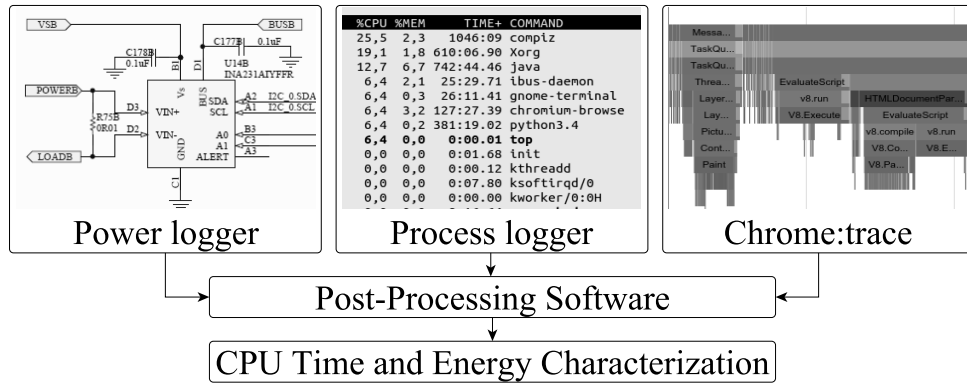 VSB
BUSB
C178B
0.1uF
C177B
0.1uF
B1
D1
U14B
INA231AIYFFR
POWERB
R75B
0R01
LOADB
D3
D2
VIN+
VIN-
Vs
BUS
GND
SDA
SCL
A0
A1
ALERT
A2 I2C_0.SDA
A1 I2C_0.SCL
B3
C3
A3
C1
Power logger
%CPU %MEM TIME+ COMMAND
25,5 2,3 1046:09 compiz
19,1 1,8 610:06.90 Xorg
12,7 6,7 742:44.46 java
6,4 2,1 25:29.71 ibus-daemon
6,4 0,3 26:11.41 gnome-terminal
6,4 3,2 127:27.39 chromium-browse
6,4 0,2 381:19.02 python3.4
6,4 0,0 0:00.01 top
0,0 0,0 0:01.68 init
0,0 0,0 0:00.12 kthreadd
0,0 0,0 0:07.80 ksoftirqd/0
0,0 0,0 0:00.00 kworker/0:0H
Process logger
Messa...
TaskQu...
TaskQu...
Threa... EvaluateScript
Layer... v8.run HTMLDocumentPar...
Lay... V8.Execute EvaluateScript
Pictu... v8.compile v8.run
Cont... V8.Co... V8.E...
Paint V8.Pa...
Chrome:trace
Post-Processing Software
CPU Time and Energy Characterization